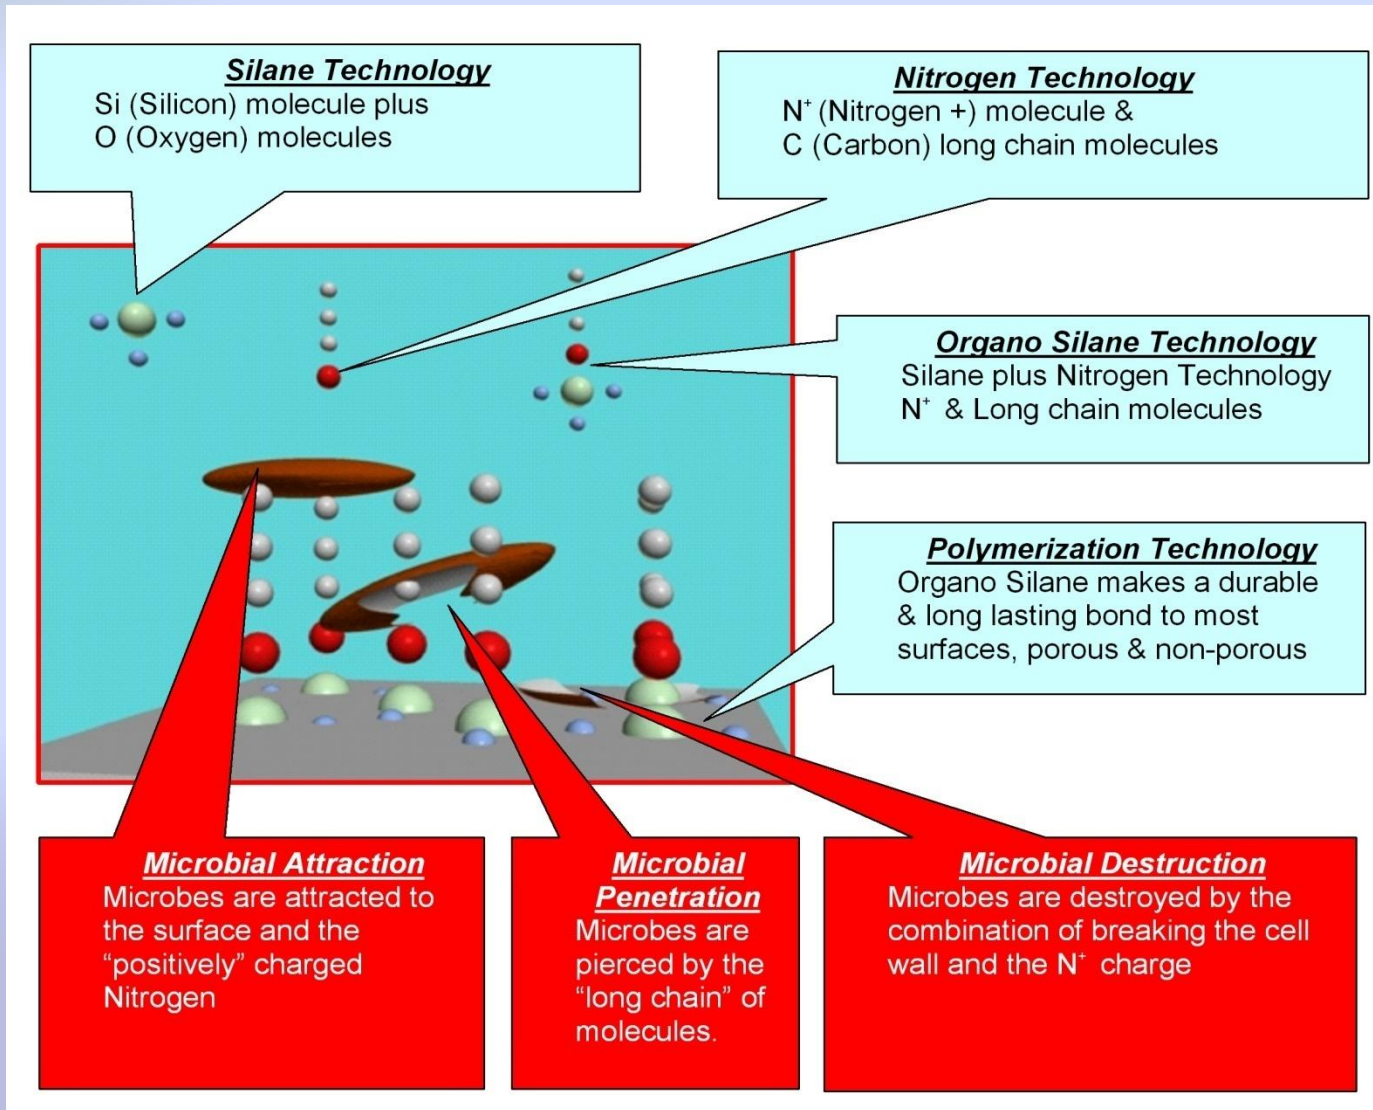 Silane Technology
Si (Silicon) molecule plus
O (Oxygen) molecules
Nitrogen Technology
N⁺ (Nitrogen +) molecule &
C (Carbon) long chain molecules
Organo Silane Technology
Silane plus Nitrogen Technology
N⁺ & Long chain molecules
Polymerization Technology
Organo Silane makes a durable
& long lasting bond to most
surfaces, porous & non-porous
Microbial Attraction
Microbes are attracted to
the surface and the
“positively” charged
Nitrogen
Microbial
Penetration
Microbes are
pierced by the
“long chain” of
molecules.
Microbial Destruction
Microbes are destroyed by the
combination of breaking the cell
wall and the N⁺ charge